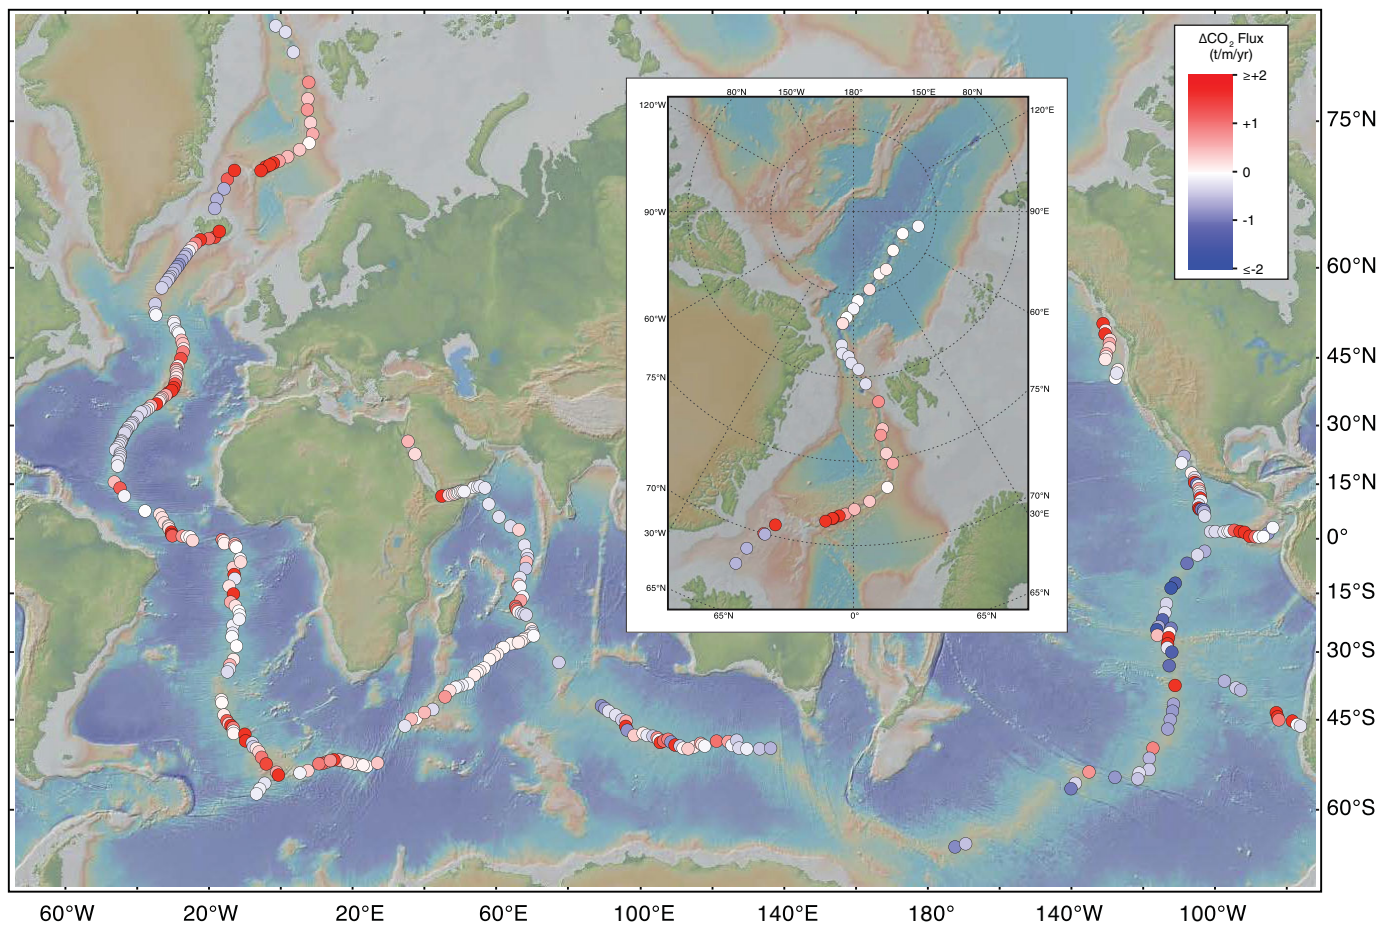 ΔCO₂ Flux
(t/m/yr)
≥+2
+1
0
-1
≤-2
80°N 150°W 180° 150°E 80°N
120°W 120°E
90°W 90°E
60°W 60°E
75°W 75°N
70°W 70°N
30°W 30°E
65°W 65°N
65°N 0° 65°N
75°N
60°N
45°N
30°N
15°N
0°
15°S
30°S
45°S
60°S
60°W 20°W 20°E 60°E 100°E 140°E 180° 140°W 100°W